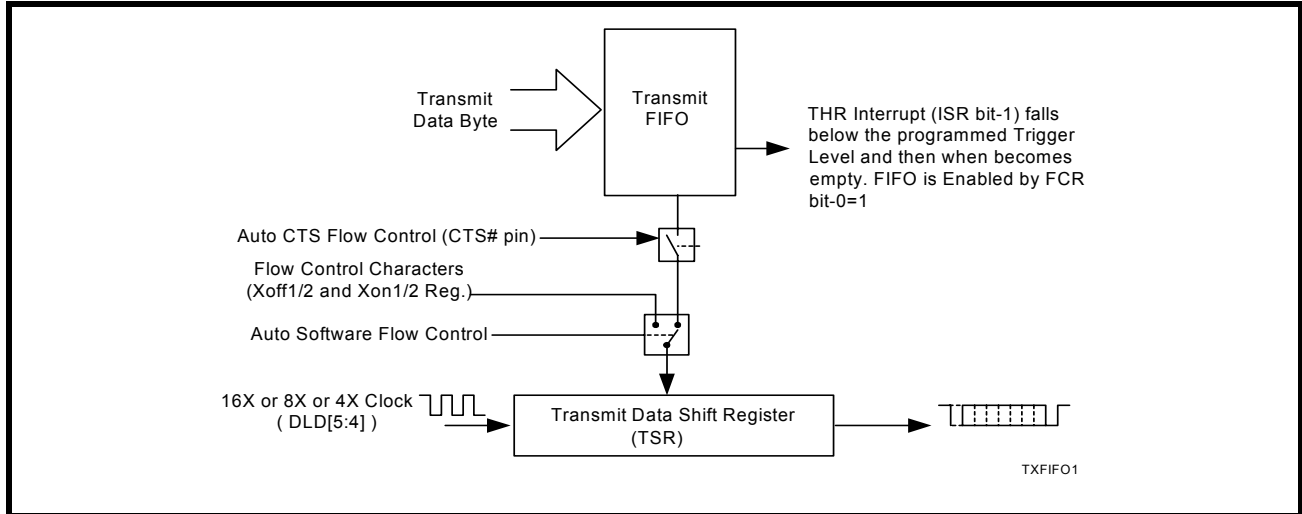 Transmit
Data Byte
Transmit
FIFO
THR Interrupt (ISR bit-1) falls
below the programmed Trigger
Level and then when becomes
empty. FIFO is Enabled by FCR
bit-0=1
Auto CTS Flow Control (CTS# pin)
Flow Control Characters
(Xoff1/2 and Xon1/2 Reg.)
Auto Software Flow Control
16X or 8X or 4X Clock
( DLD[5:4] )
Transmit Data Shift Register
(TSR)
TXFIFO1